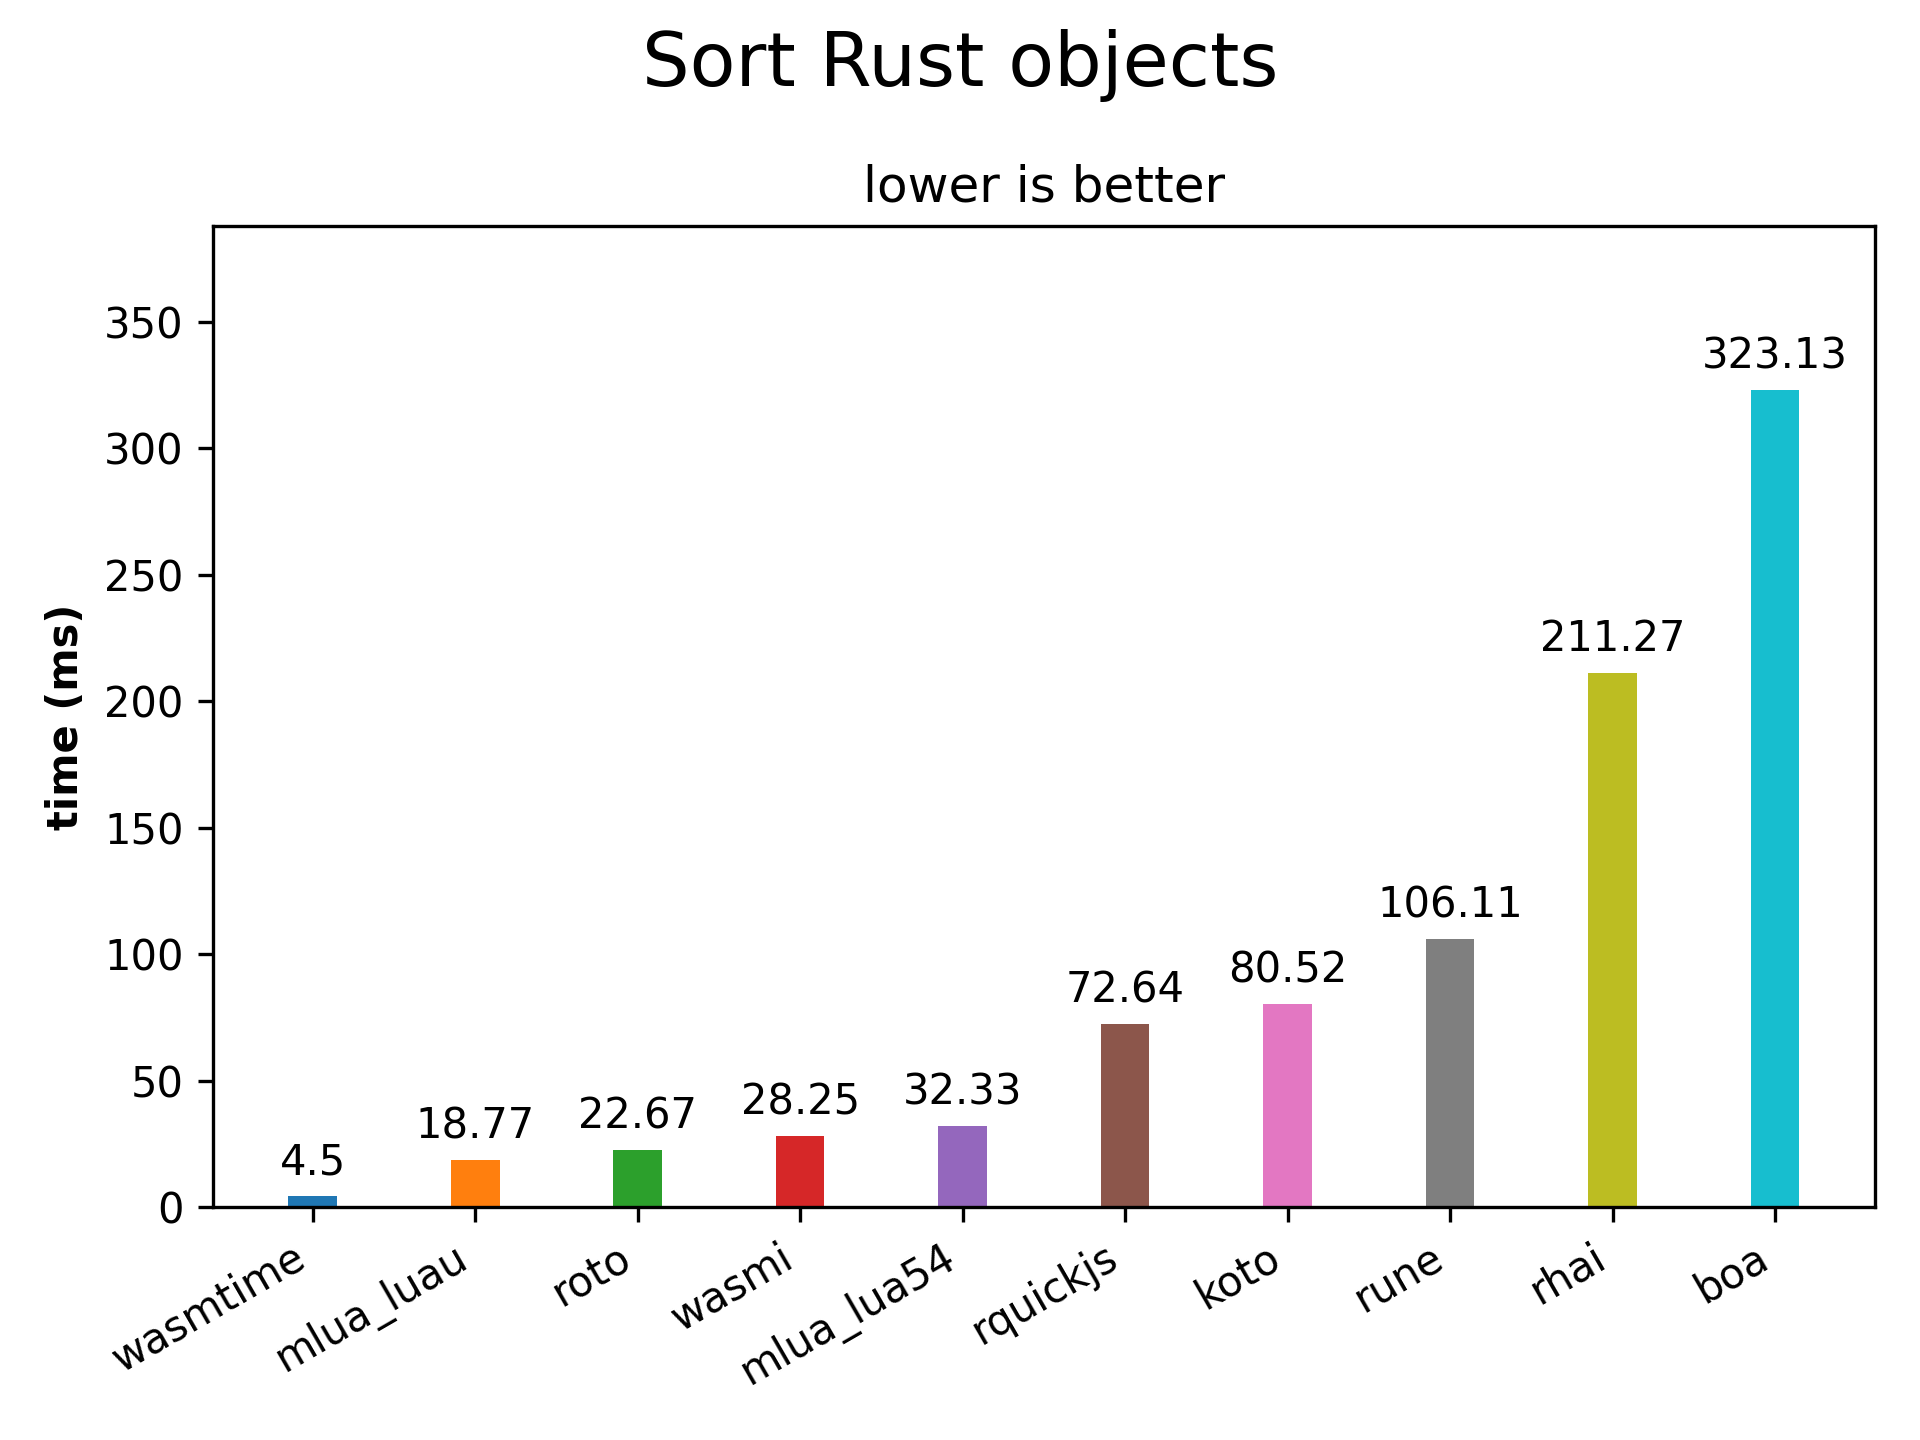 Sort Rust objects
lower is better
time (ms)
350
300
250
200
150
100
50
0
4.5
18.77
22.67
28.25
32.33
72.64
80.52
106.11
211.27
323.13
wasmtime
mlua_luau
roto
wasmi
mlua_lua54
rquickjs
koto
rune
rhai
boa